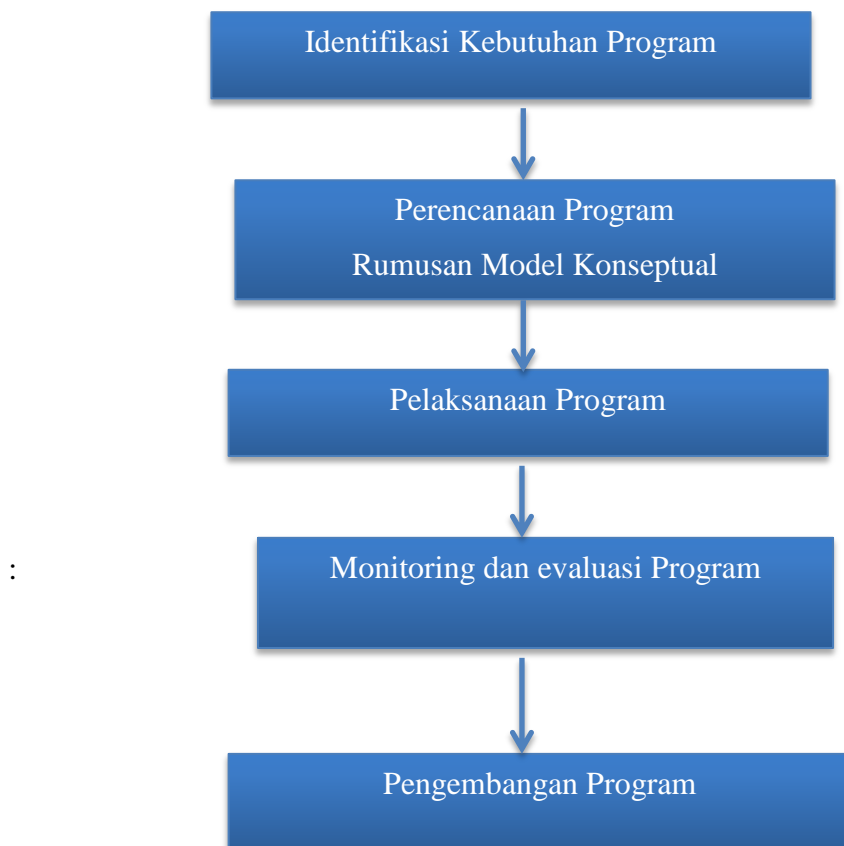 Identifikasi Kebutuhan Program
Perencanaan Program
Rumusan Model Konseptual
Pelaksanaan Program
:
Monitoring dan evaluasi Program
Pengembangan Program